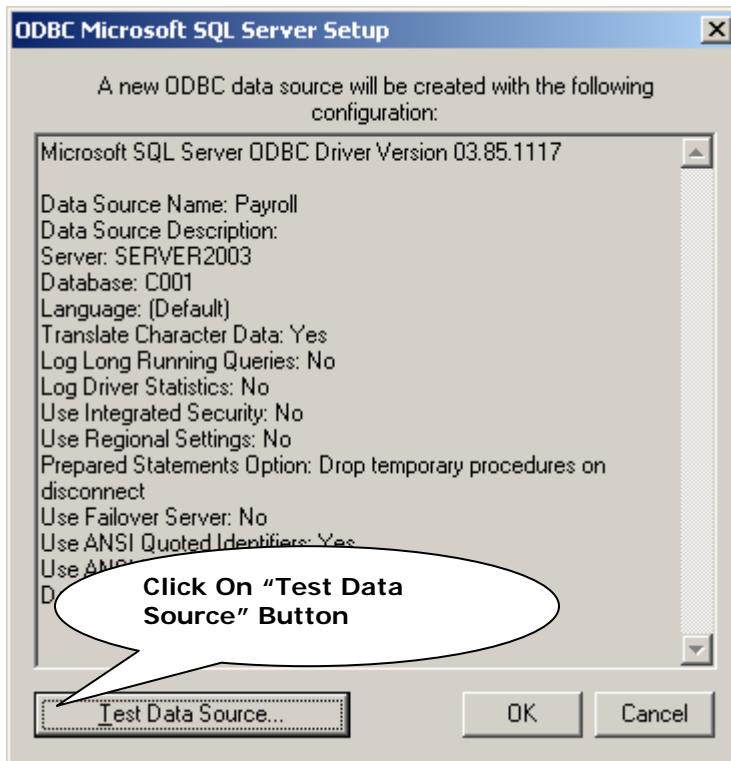 ODBC Microsoft SQL Server Setup
A new ODBC data source will be created with the following
configuration:
Microsoft SQL Server ODBC Driver Version 03.85.1117
Data Source Name: Payroll
Data Source Description:
Server: SERVER2003
Database: C001
Language: (Default)
Translate Character Data: Yes
Log Long Running Queries: No
Log Driver Statistics: No
Use Integrated Security: No
Use Regional Settings: No
Prepared Statements Option: Drop temporary procedures on
disconnect
Use Failover Server: No
Use ANSI Quoted Identifiers: Yes
Use ANSI
D
Click On “Test Data
Source” Button
Test Data Source...
OK
Cancel